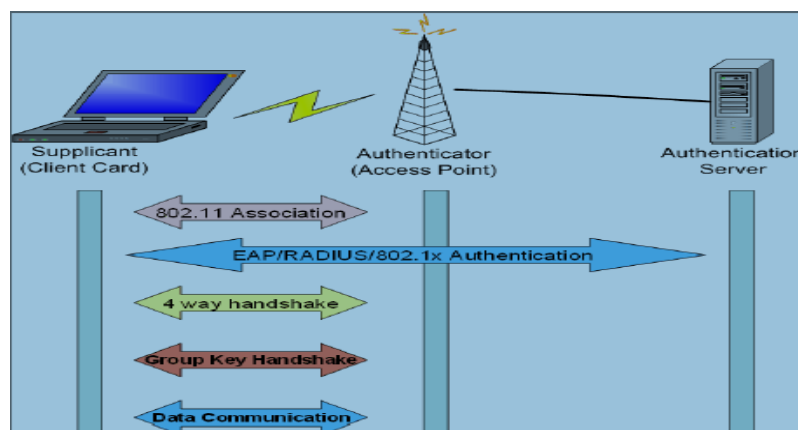 Supplicant
(Client Card)
Authenticator
(Access Point)
Authentication
Server
802.11 Association
EAP/RADIUS/802.1x Authentication
4 way handshake
Group Key Handshake
Data Communication